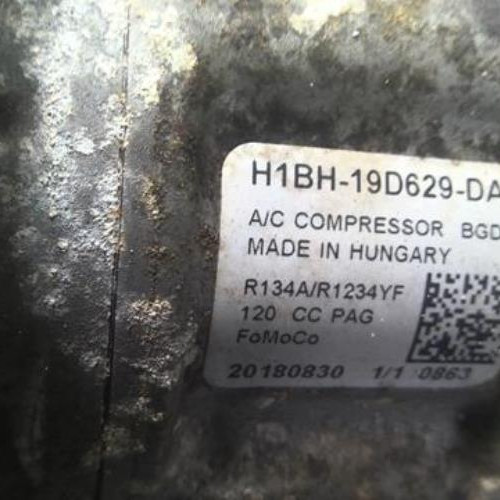 H1BH-19D629-DA
A/C COMPRESSOR BGD
MADE IN HUNGARY
R134A/R1234YF
120 CC PAG
FoMoCo
20180830 1/1 0863